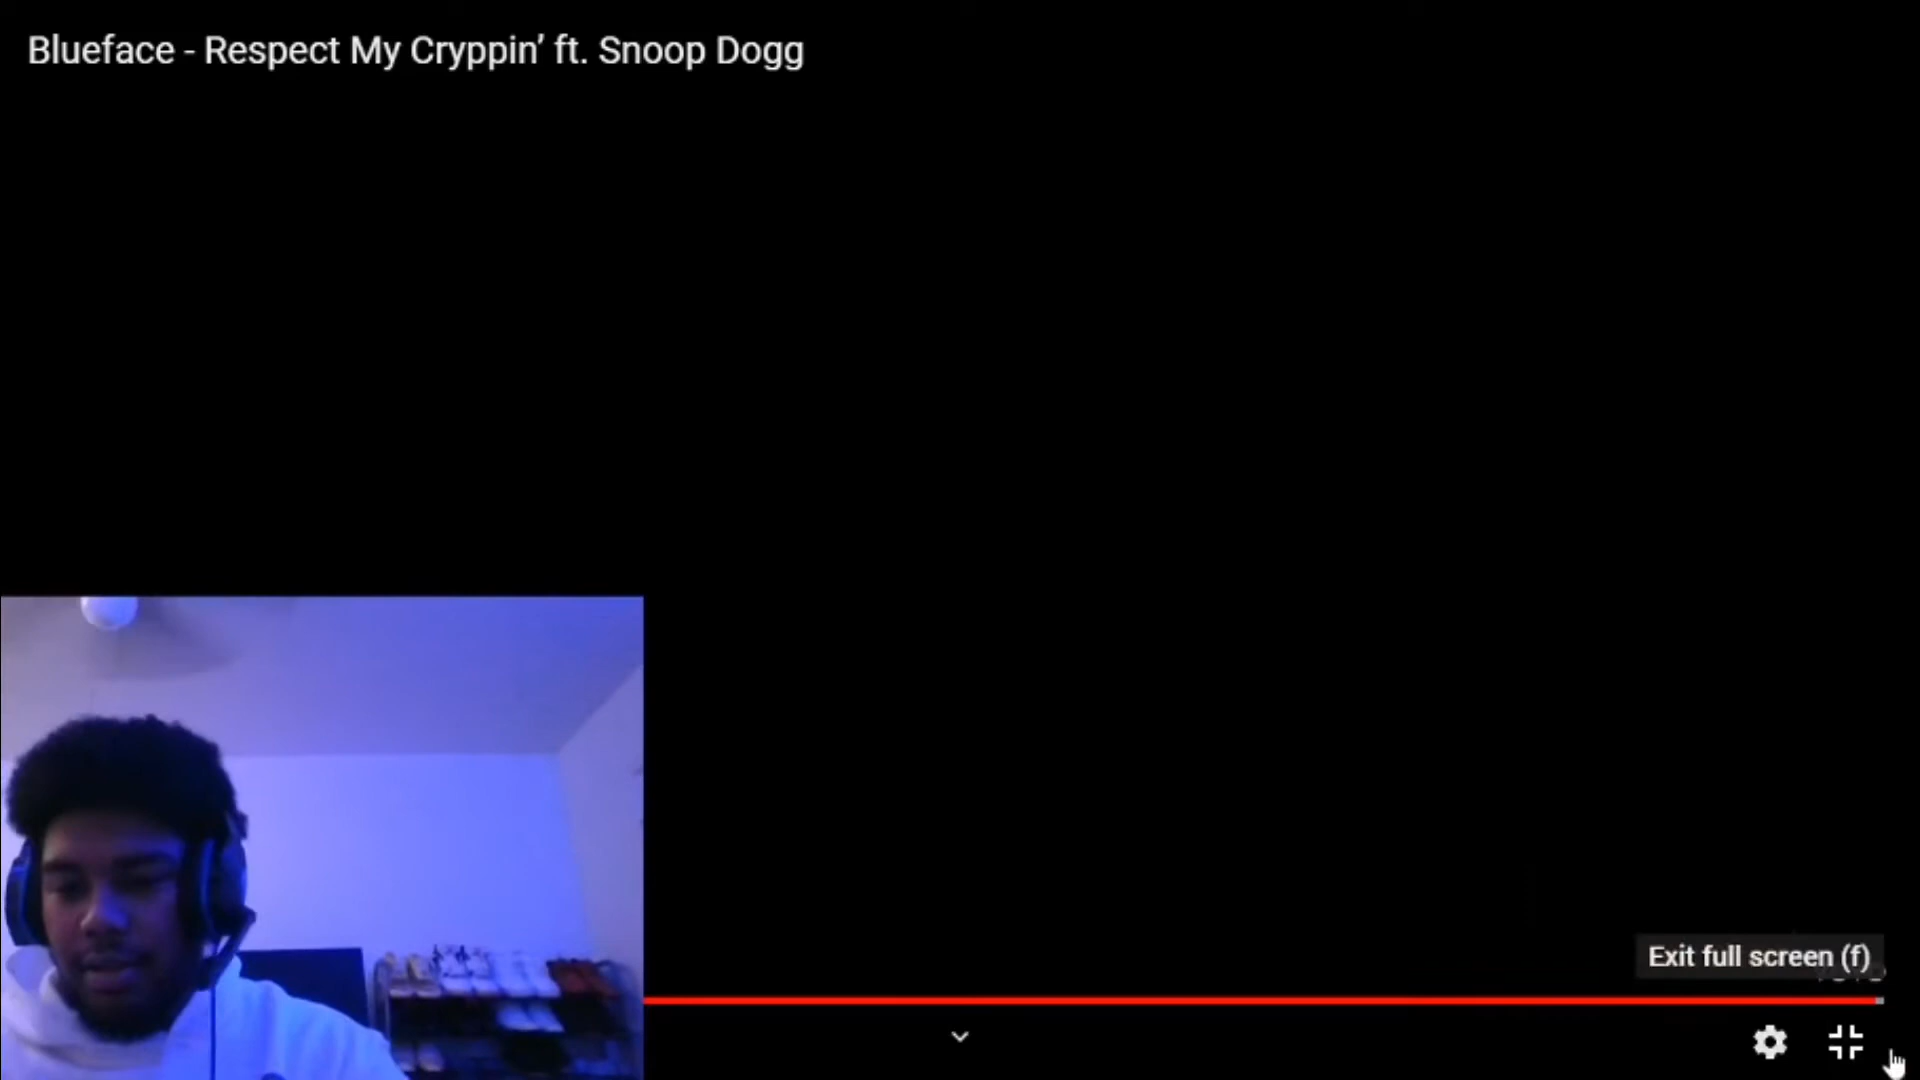 Blueface - Respect My Cryppin’ ft. Snoop Dogg
Exit full screen (f)